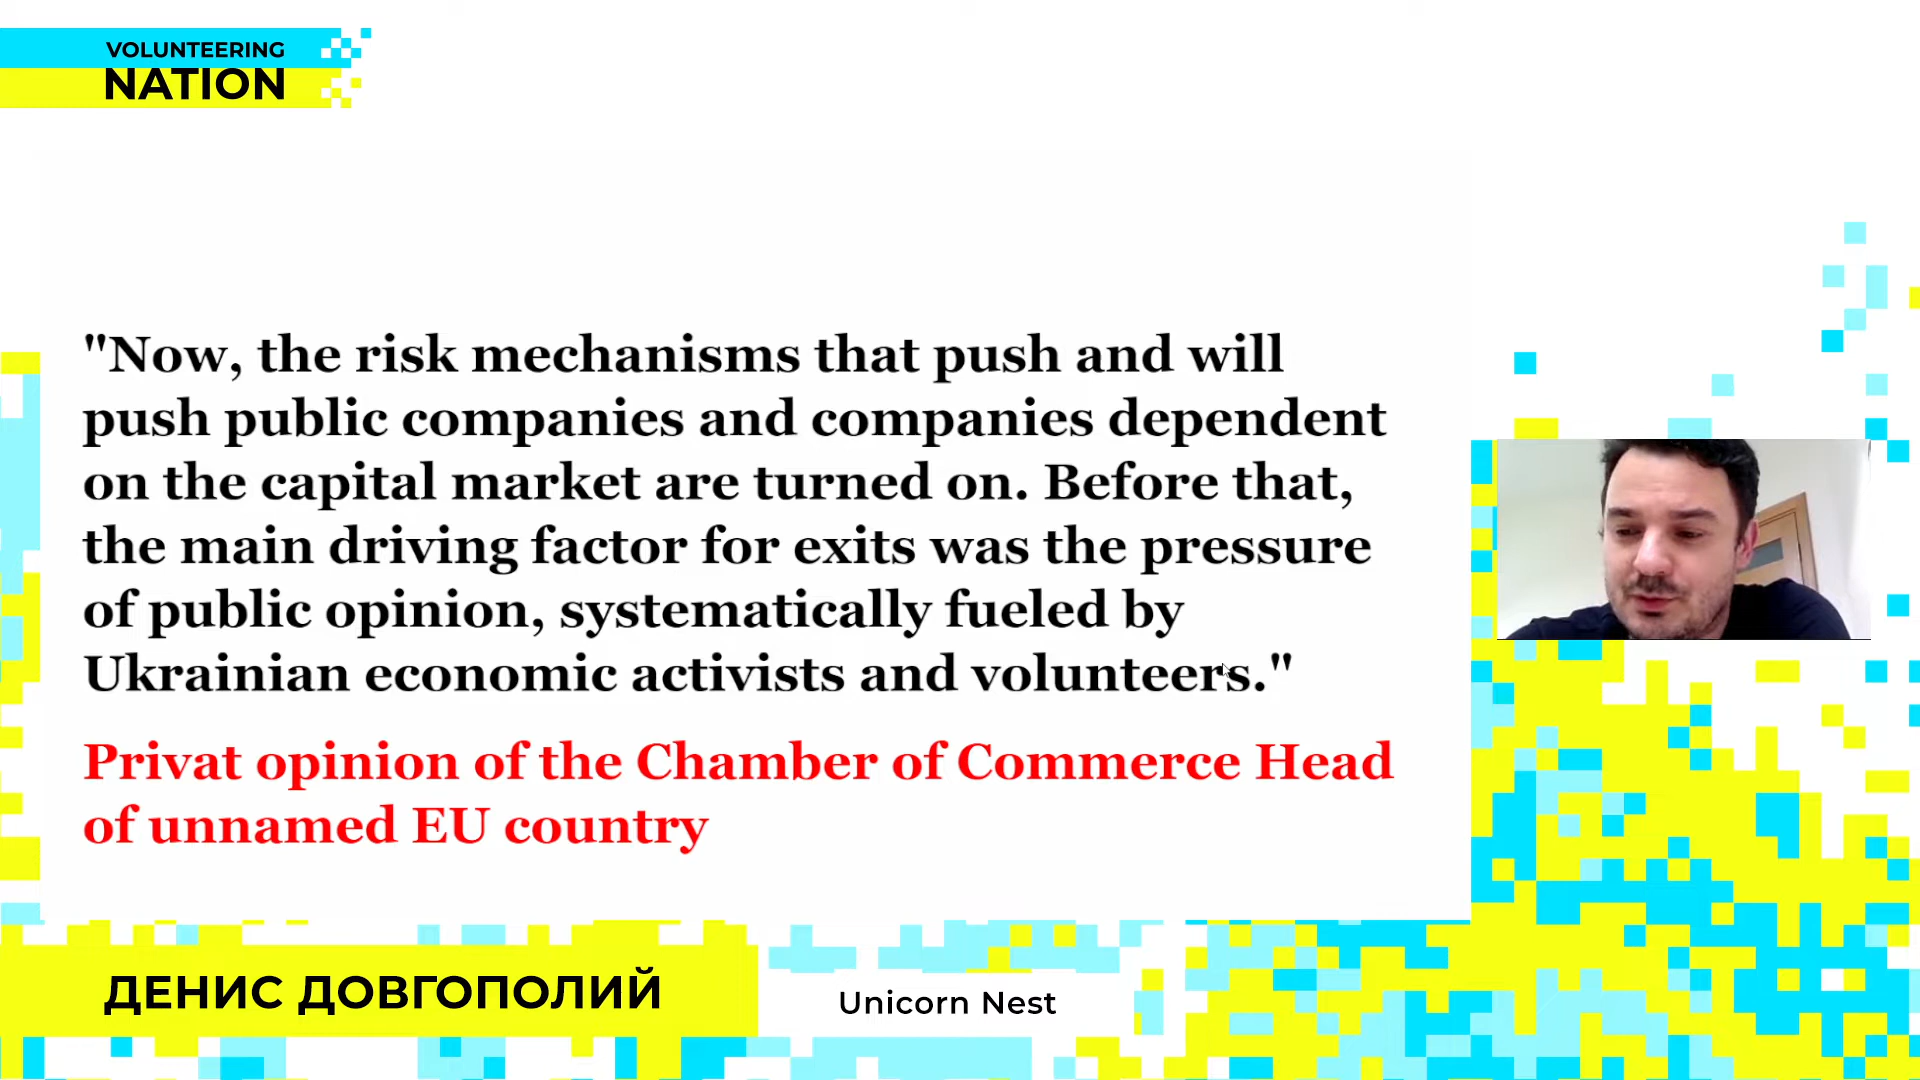 VOLUNTEERING
NATION
"Now, the risk mechanisms that push and will
push public companies and companies dependent
on the capital market are turned on. Before that,
the main driving factor for exits was the pressure
of public opinion, systematically fueled by
Ukrainian economic activists and volunteers."
Privat opinion of the Chamber of Commerce Head
of unnamed EU country
ДЕНИС ДОВГОПОЛИЙ
Unicorn Nest